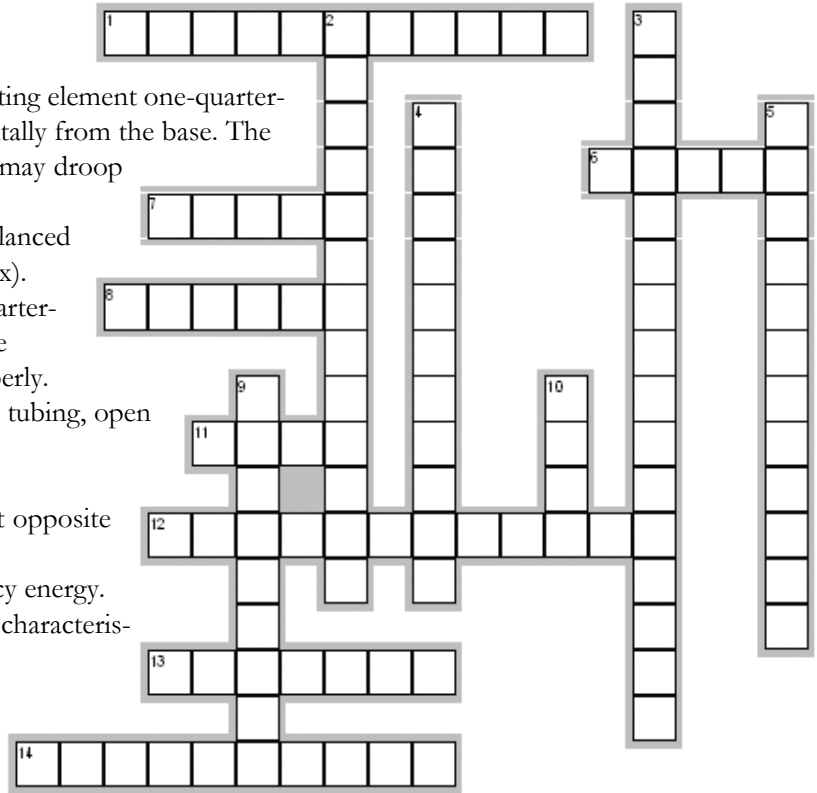 1
2
3
ting element one-quarter-
4
5
tally from the base. The
6
may droop
7
lanced
x).
8
arter-
e
9
10
perly.
tubing, open
11
t opposite
12
cy energy.
characteris-
13
14